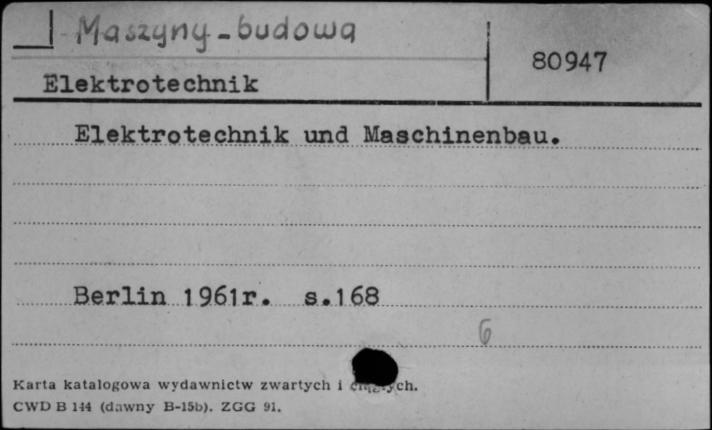 Maszyny-budowa
80947
Elektrotechnik
Elektrotechnik und Maschinenbau.
Berlin 1961r. s.168
6
Karta katalogowa wydawnictw zwartych i
CWD B 144 (dawny B-15b). ZGG 91.